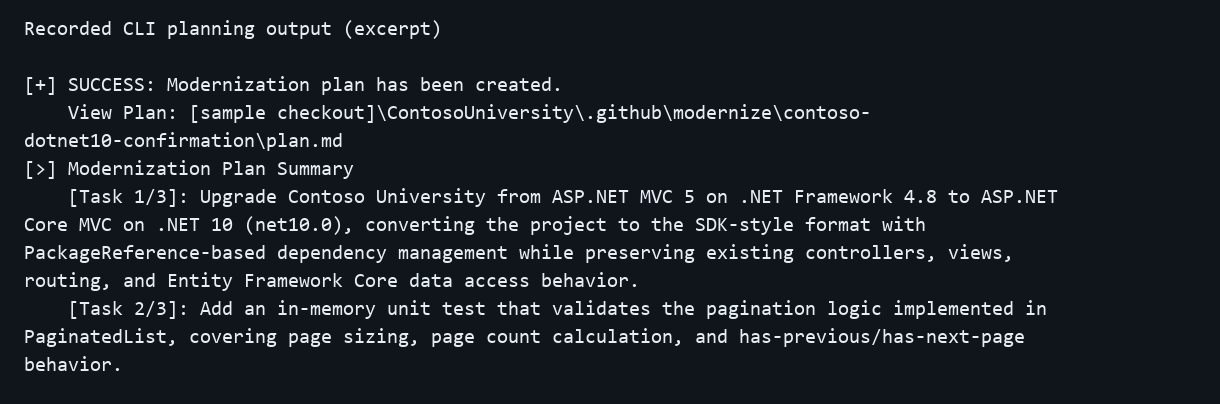 Recorded CLI planning output (excerpt)
[+] SUCCESS: Modernization plan has been created.
View Plan: [sample checkout]\ContosoUniversity\.github\modernize\contoso-
dotnet10-confirmation\plan.md
[>] Modernization Plan Summary
[Task 1/3]: Upgrade Contoso University from ASP.NET MVC 5 on .NET Framework 4.8 to ASP.NET
Core MVC on .NET 10 (net10.0), converting the project to the SDK-style format with
PackageReference-based dependency management while preserving existing controllers, views,
routing, and Entity Framework Core data access behavior.
[Task 2/3]: Add an in-memory unit test that validates the pagination logic implemented in
PaginatedList, covering page sizing, page count calculation, and has-previous/has-next-page
behavior.